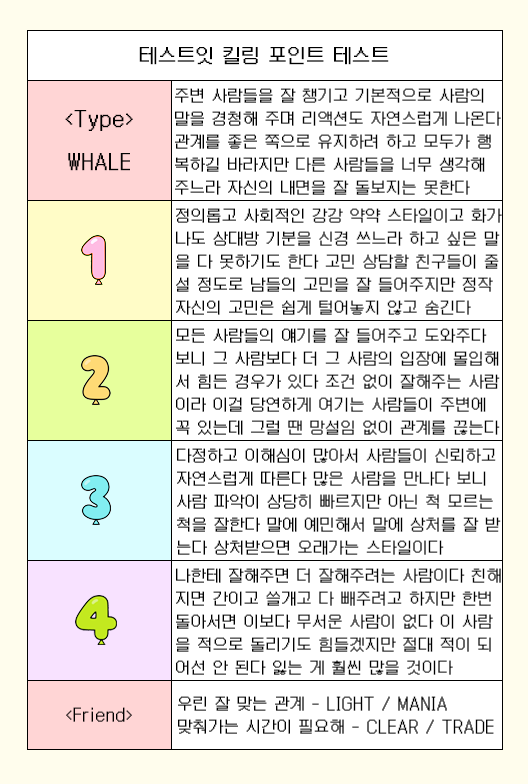 테스트잇 킬링 포인트 테스트
<Type>
WHALE
주변 사람들을 잘 챙기고 기본적으로 사람의
말을 경청해 주며 리액션도 자연스럽게 나온다
관계를 좋은 쪽으로 유지하려 하고 모두가 행
복하길 바라지만 다른 사람들을 너무 생각해
주느라 자신의 내면을 잘 돌보지는 못한다
1
정의롭고 사회적인 강강 약약 스타일이고 화가
나도 상대방 기분을 신경 쓰느라 하고 싶은 말
을 다 못하기도 한다 고민 상담할 친구들이 줄
설 정도로 남들의 고민을 잘 들어주지만 정작
자신의 고민은 쉽게 털어놓지 않고 숨긴다
2
모든 사람들의 얘기를 잘 들어주고 도와주다
보니 그 사람보다 더 그 사람의 입장에 몰입해
서 힘든 경우가 있다 조건 없이 잘해주는 사람
이라 이걸 당연하게 여기는 사람들이 주변에
꼭 있는데 그럴 땐 망설임 없이 관계를 끊는다
3
다정하고 이해심이 많아서 사람들이 신뢰하고
자연스럽게 따른다 많은 사람을 만나다 보니
사람 파악이 상당히 빠르지만 아닌 척 모르는
척을 잘한다 말에 예민해서 말에 상처를 잘 받
는다 상처받으면 오래가는 스타일이다
4
나한테 잘해주면 더 잘해주려는 사람이다 친해
지면 간이고 쓸개고 다 빼주려고 하지만 한번
돌아서면 이보다 무서운 사람이 없다 이 사람
을 적으로 돌리기도 힘들겠지만 절대 적이 되
어선 안 된다 잃는 게 훨씬 많을 것이다
<Friend>
우린 잘 맞는 관계 - LIGHT / MANIA
맞춰가는 시간이 필요해 - CLEAR / TRADE